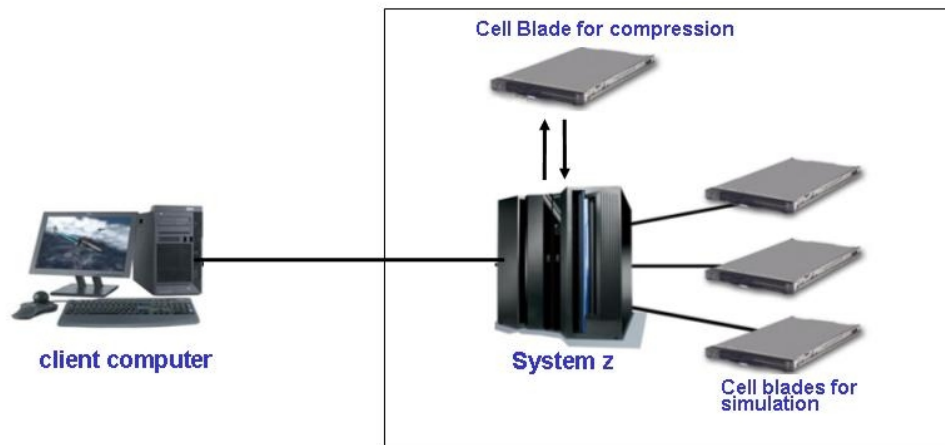 Cell Blade for compression
client computer
System z
Cell blades for
simulation